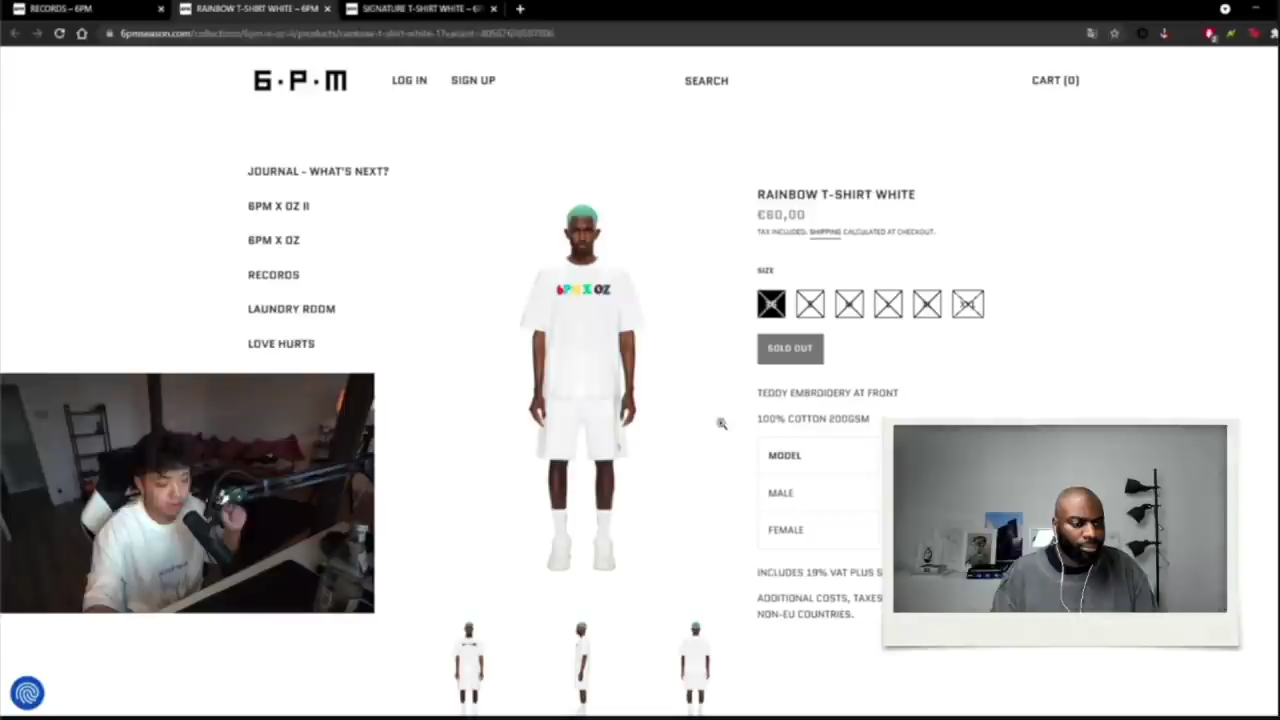 RECORDS – 6PM
RAINBOW T-SHIRT WHITE – 6PM
SIGNATURE T-SHIRT WHITE – 6P
6·P·M
LOG IN
SIGN UP
SEARCH
CART (0)
JOURNAL - WHAT'S NEXT?
6PM X OZ II
6PM X OZ
RECORDS
LAUNDRY ROOM
LOVE HURTS
6PM X OZ
RAINBOW T-SHIRT WHITE
€60,00
TAX INCLUDED. SHIPPING CALCULATED AT CHECKOUT.
SIZE
XXL
SOLD OUT
TEDDY EMBROIDERY AT FRONT
100% COTTON 200GSM
MODEL
MALE
FEMALE
INCLUDES 19% VAT PLUS S
ADDITIONAL COSTS, TAXES
NON-EU COUNTRIES.